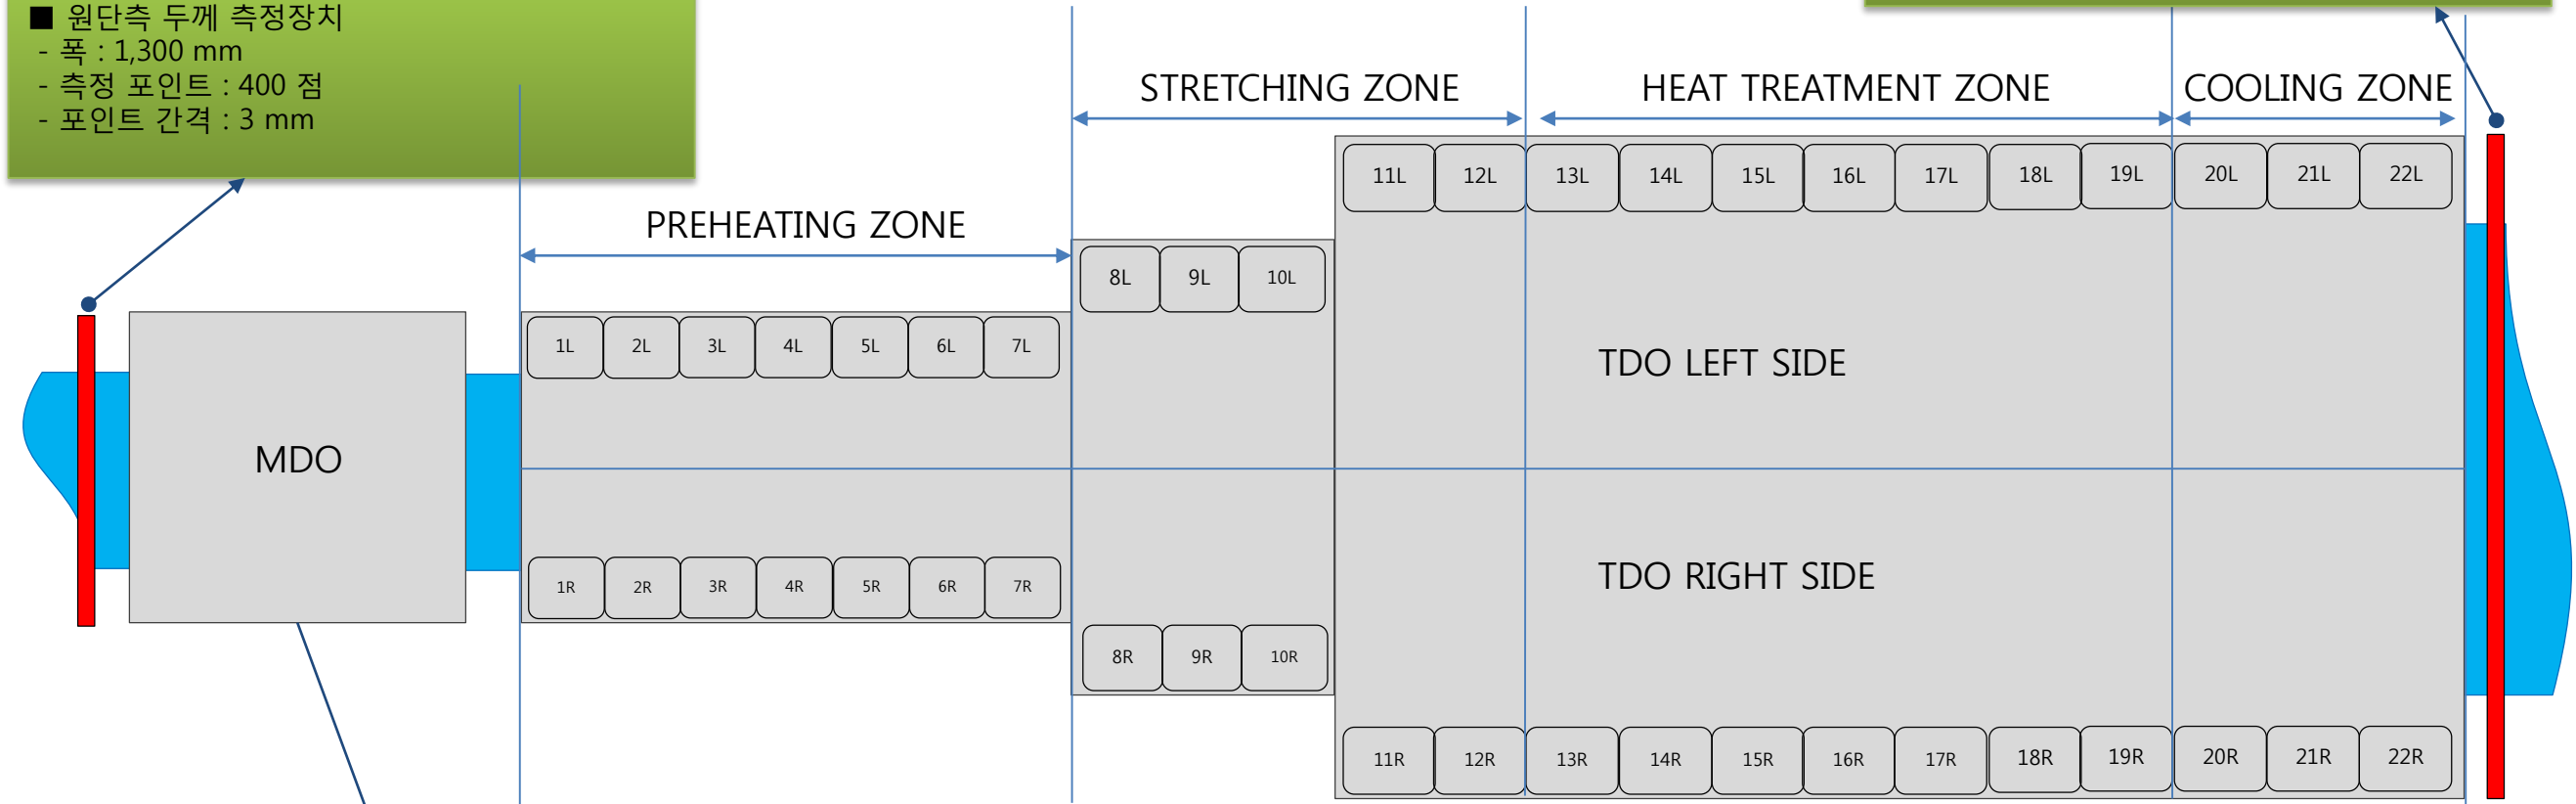 ■ 원단측 두께 측정장치
- 폭 : 1,300 mm
- 측정 포인트 : 400 점
- 포인트 간격 : 3 mm
STRETCHING ZONE
HEAT TREATMENT ZONE
COOLING ZONE
11L 12L 13L 14L 15L 16L 17L 18L 19L 20L 21L 22L
PREHEATING ZONE
8L 9L 10L
1L 2L 3L 4L 5L 6L 7L
TDO LEFT SIDE
MDO
TDO RIGHT SIDE
1R 2R 3R 4R 5R 6R 7R
8R 9R 10R
11R 12R 13R 14R 15R 16R 17R 18R 19R 20R 21R 22R